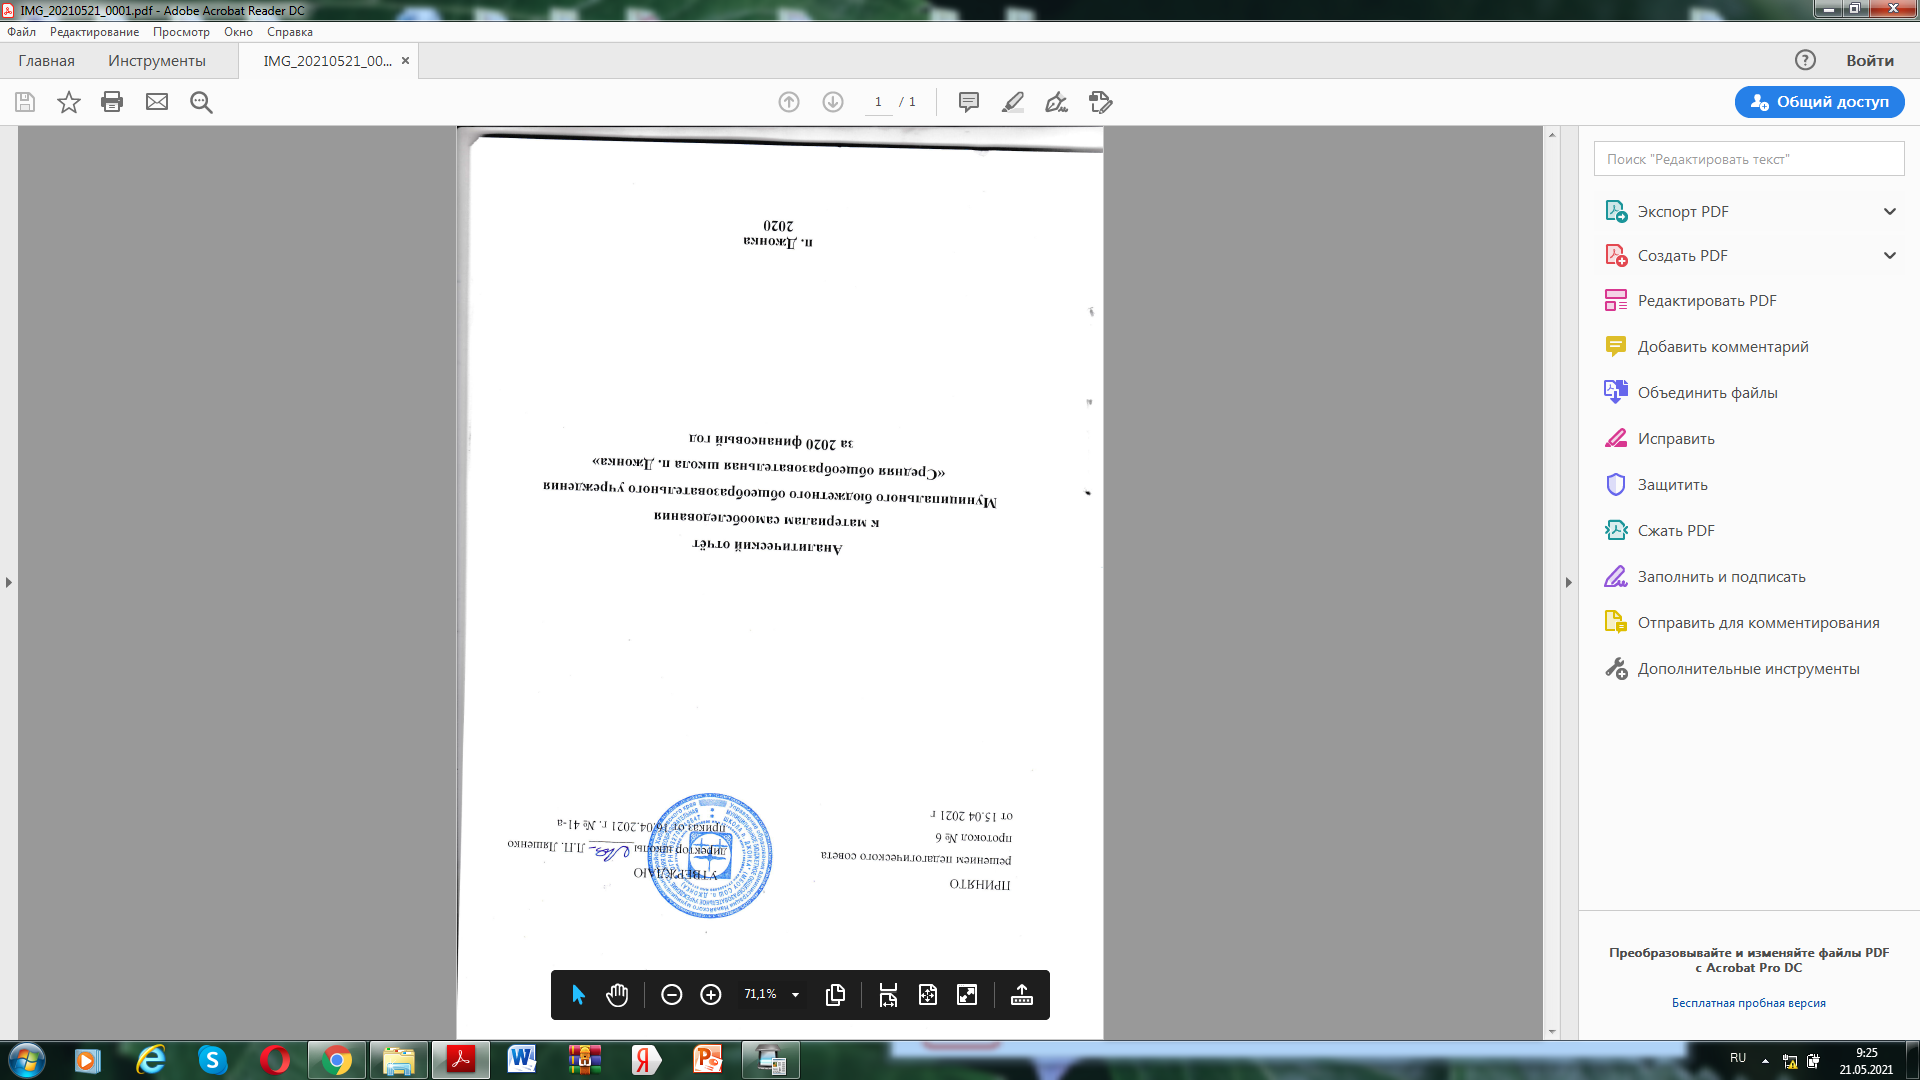 IMG_20210521_0001.pdf - Adobe Acrobat Reader DC
Файл Редактирование Просмотр Окно Справка
Главная Инструменты IMG_20210521_00... ×
Войти
1 / 1
Общий доступ
ПРИНЯТО
решением педагогического совета
протокол № 6
от 15.04 2021 г
УТВЕРЖДАЮ
директор школы Л.П. Ляшенко
приказ от 16.04.2021 г. № 41-а
Аналитический отчёт
к материалам самообследования
Муниципального бюджетного общеобразовательного учреждения
«Средняя общеобразовательная школа п. Джонка»
за 2020 финансовый год
п. Джонка
2020
71,1%
Поиск "Редактировать текст"
Экспорт PDF
Создать PDF
Редактировать PDF
Добавить комментарий
Объединить файлы
Исправить
Защитить
Сжать PDF
Заполнить и подписать
Отправить для комментирования
Дополнительные инструменты
Преобразовывайте и изменяйте файлы PDF
с Acrobat Pro DC
Бесплатная пробная версия
RU
9:25
21.05.2021